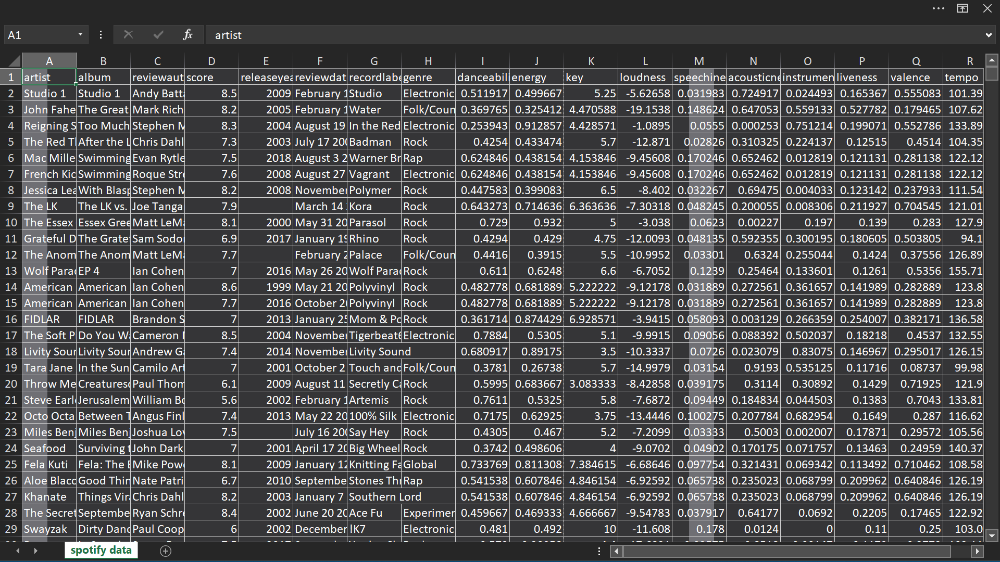 A1 fx artist
A B C D E F G H I J K L M N O P Q R
1 artist album reviewaut score releaseyea reviewdat recordlabe genre danceabili energy key loudness speechine acousticne instrumen liveness valence tempo
2 Studio 1 Studio 1 Andy Batta 8.5 2009 February 1 Studio Electronic 0.511917 0.499667 5.25 -5.62658 0.031983 0.724917 0.024493 0.165367 0.555083 101.39
3 John Fahe The Great Mark Rich 8.2 2005 February 1 Water Folk/Coun 0.369765 0.325412 4.470588 -19.1538 0.148624 0.647053 0.559133 0.527782 0.179465 107.62
4 Reigning S Too Much Stephen M 8.3 2004 August 19 In the Red Electronic 0.253943 0.912857 4.428571 -1.0895 0.0555 0.000253 0.751214 0.199071 0.552786 133.89
5 The Red Tl After the L Chris Dahl 7.3 2003 July 17 200 Badman Rock 0.4254 0.433474 5.7 -12.871 0.02826 0.310325 0.224137 0.12515 0.4514 104.35
6 Mac Mille Swimming Evan Rytle 7.5 2018 August 3 2 Warner Br Rap 0.624846 0.438154 4.153846 -9.45608 0.170246 0.652462 0.012819 0.121131 0.281138 122.12
7 French Kic Swimming Roque Stre 7.6 2008 August 27 Vagrant Electronic 0.624846 0.438154 4.153846 -9.45608 0.170246 0.652462 0.012819 0.121131 0.281138 122.12
8 Jessica Lea With Blasp Stephen M 8.2 2008 November Polymer Rock 0.447583 0.399083 6.5 -8.402 0.032267 0.69475 0.004033 0.123142 0.237933 111.54
9 The LK The LK vs. Joe Tanga 7.9 March 14 Kora Rock 0.643273 0.714636 6.363636 -7.30318 0.048245 0.200055 0.008306 0.211927 0.704545 121.01
10 The Essex Essex Gree Matt LeMa 8.1 2000 May 31 20 Parasol Rock 0.729 0.932 5 -3.038 0.0623 0.00227 0.197 0.139 0.283 127.9
11 Grateful D The Gratef Sam Sodo 6.9 2017 January 19 Rhino Rock 0.4294 0.429 4.75 -12.0093 0.048135 0.592355 0.300195 0.180605 0.503805 94.1
12 The Anom The Anom Matt LeMa 7.7 February 2 Palace Folk/Coun 0.4416 0.3915 5.5 -10.9952 0.03301 0.6324 0.255044 0.1424 0.37556 126.89
13 Wolf Parad EP 4 Ian Cohen 7 2016 May 26 20 Wolf Parad Rock 0.611 0.6248 6.6 -6.7052 0.1239 0.25464 0.133601 0.1261 0.5356 155.71
14 American American Ian Cohen 8.6 1999 May 21 20 Polyvinyl Rock 0.482778 0.681889 5.222222 -9.12178 0.031889 0.272561 0.361657 0.141989 0.282889 123.8
15 American American Ian Cohen 7.7 2016 October 20 Polyvinyl Rock 0.482778 0.681889 5.222222 -9.12178 0.031889 0.272561 0.361657 0.141989 0.282889 123.8
16 FIDLAR FIDLAR Brandon S 7 2013 January 25 Mom & Po Rock 0.361714 0.874429 6.928571 -3.9415 0.058093 0.003129 0.266359 0.254007 0.382171 136.58
17 The Soft P Do You Wa Cameron 8.5 2004 November Tigerbeat6 Electronic 0.7884 0.5305 5.1 -9.9915 0.09056 0.088392 0.502037 0.18218 0.4537 132.55
18 Livity Sour Livity Sour Andrew Ga 7.4 2014 November Livity Sound 0.680917 0.89175 3.5 -10.3337 0.0726 0.023079 0.83075 0.146967 0.295017 126.15
19 Tara Jane In the Sun Camilo Art 7 2001 October 2 Touch and Folk/Coun 0.3781 0.26738 5.7 -14.9979 0.03154 0.9193 0.535125 0.11716 0.08737 99.98
20 Throw Me Creatures Paul Thom 6.1 2009 August 11 Secretly Ca Rock 0.5995 0.683667 3.083333 -8.42858 0.039175 0.3114 0.30892 0.1429 0.71925 121.9
21 Steve Earl Jerusalem William Bo 5.6 2002 February 1 Artemis Rock 0.7611 0.5325 5.8 -7.6872 0.09449 0.184834 0.044503 0.1383 0.7043 133.81
22 Octo Octa Between T Angus Finl 7.4 2013 May 22 20 100% Silk Electronic 0.7175 0.62925 3.75 -13.4446 0.100275 0.207784 0.682954 0.1649 0.287 116.62
23 Miles Benj Miles Benj Joshua Lov 7.5 July 16 200 Say Hey Rock 0.4305 0.467 5.2 -7.2099 0.03333 0.5003 0.002007 0.17871 0.29572 105.56
24 Seafood Surviving t John Dark 7 2001 April 17 20 Big Wheel Rock 0.3742 0.498606 4 -9.0702 0.04902 0.170175 0.071757 0.13463 0.24959 140.37
25 Fela Kuti Fela: The B Mike Powe 8.1 2009 January 12 Knitting Fa Global 0.733769 0.811308 7.384615 -6.68646 0.097754 0.321431 0.069342 0.113492 0.710462 108.58
26 Aloe Blacc Good Thin Nate Patri 6.7 2010 Septembe Stones Thr Rap 0.541538 0.607846 4.846154 -6.92592 0.065738 0.235023 0.068799 0.209962 0.640846 126.19
27 Khanate Things Vira Chris Dahl 8.2 2003 January 7 Southern Lord 0.541538 0.607846 4.846154 -6.92592 0.065738 0.235023 0.068799 0.209962 0.640846 126.19
28 The Secret Septembe Ryan Schre 8.4 2002 June 20 20 Ace Fu Experimer 0.459667 0.469333 4.666667 -9.54783 0.037917 0.64177 0.0692 0.2205 0.17465 122.92
29 Swayzak Dirty Danc Paul Coop 6 2002 December !K7 Electronic 0.481 0.492 10 -11.608 0.178 0.0124 0 0.11 0.25 103.0
spotify data